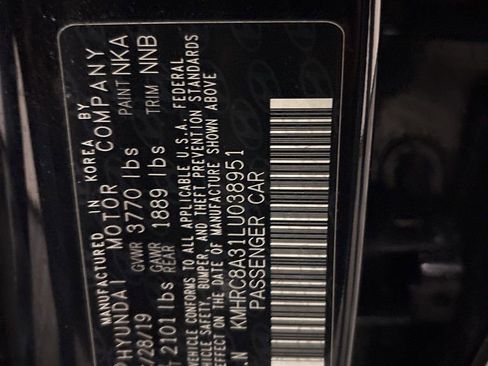 MANUFACTURED IN KOREA BY
HYUNDAI MOTOR COMPANY
/28/19 GVWR 3770 lbs PAINT NKA
2101 lbs GAWR REAR 1889 lbs TRIM NNB
VEHICLE CONFORMS TO ALL APPLICABLE U.S.A. FEDERAL
VEHICLE SAFETY, BUMPER, AND THEFT PREVENTION STANDARDS
EFFECT ON THE DATE OF MANUFACTURE SHOWN ABOVE
.N KMHRC8A31LU038951
PASSENGER CAR